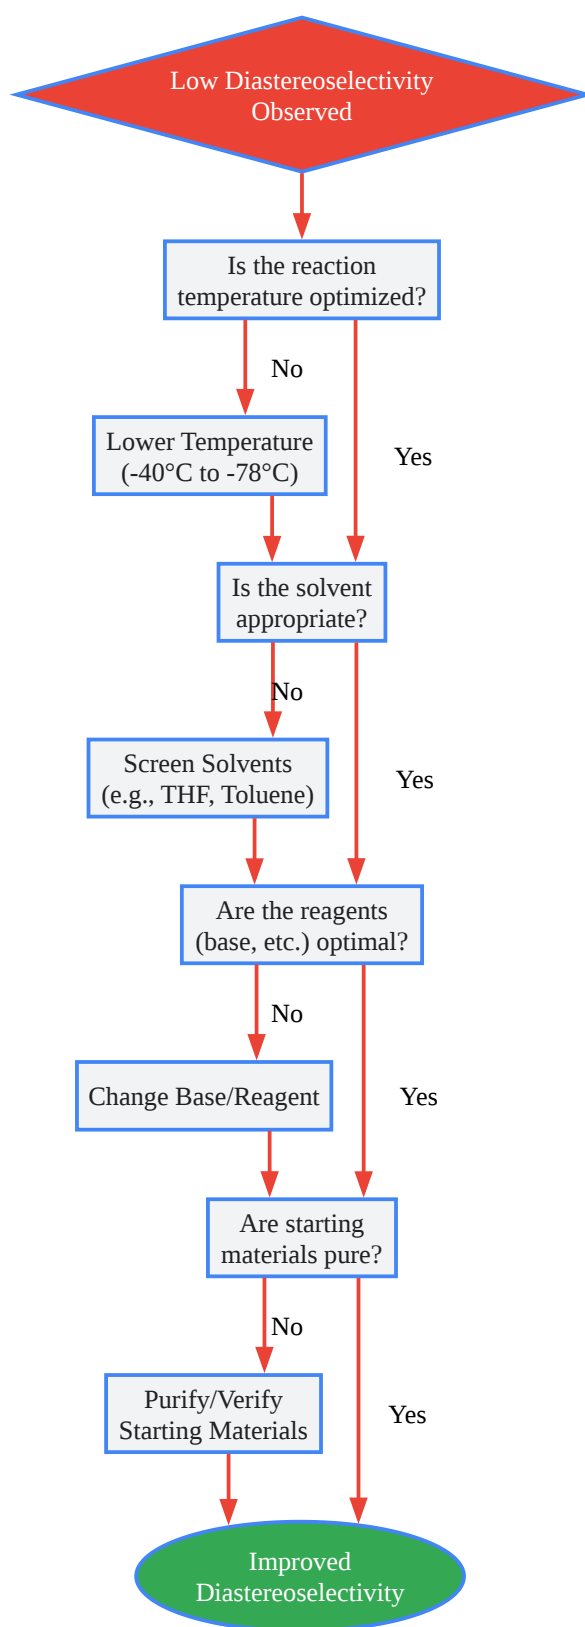 Low Diastereoselectivity
Observed
Is the reaction
temperature optimized?
No
Lower Temperature
(-40°C to -78°C)
Yes
Is the solvent
appropriate?
No
Screen Solvents
(e.g., THF, Toluene)
Yes
Are the reagents
(base, etc.) optimal?
No
Change Base/Reagent
Yes
Are starting
materials pure?
No
Purify/Verify
Starting Materials
Yes
Improved
Diastereoselectivity